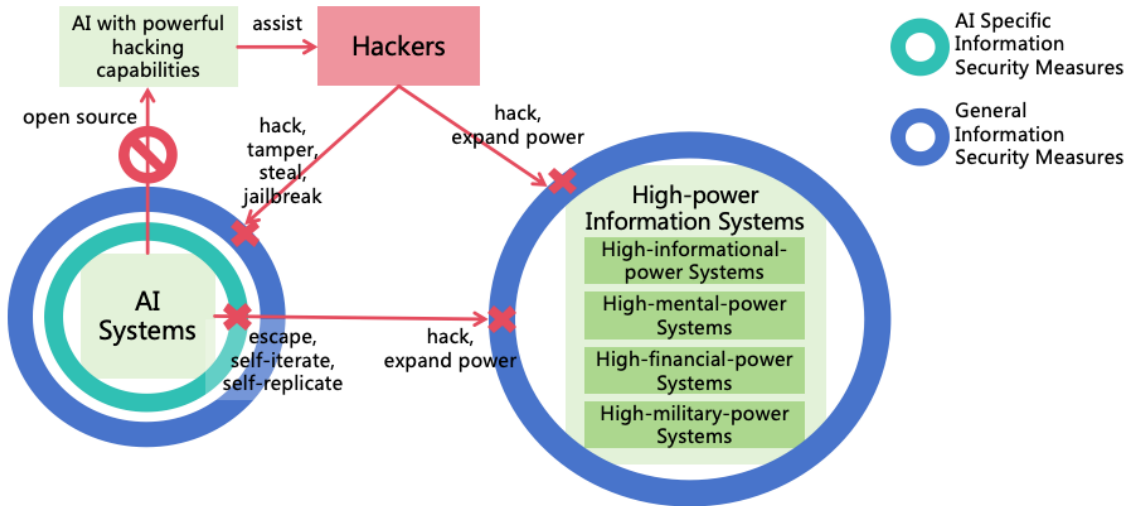 AI with powerful
hacking
capabilities
assist
Hackers
AI Specific
Information
Security Measures
General
Information
Security Measures
open source
hack,
tamper,
steal,
jailbreak
hack,
expand power
High-power
Information Systems
High-informational-
power Systems
High-mental-power
Systems
High-financial-power
Systems
High-military-power
Systems
AI
Systems
escape,
self-iterate,
self-replicate
hack,
expand power